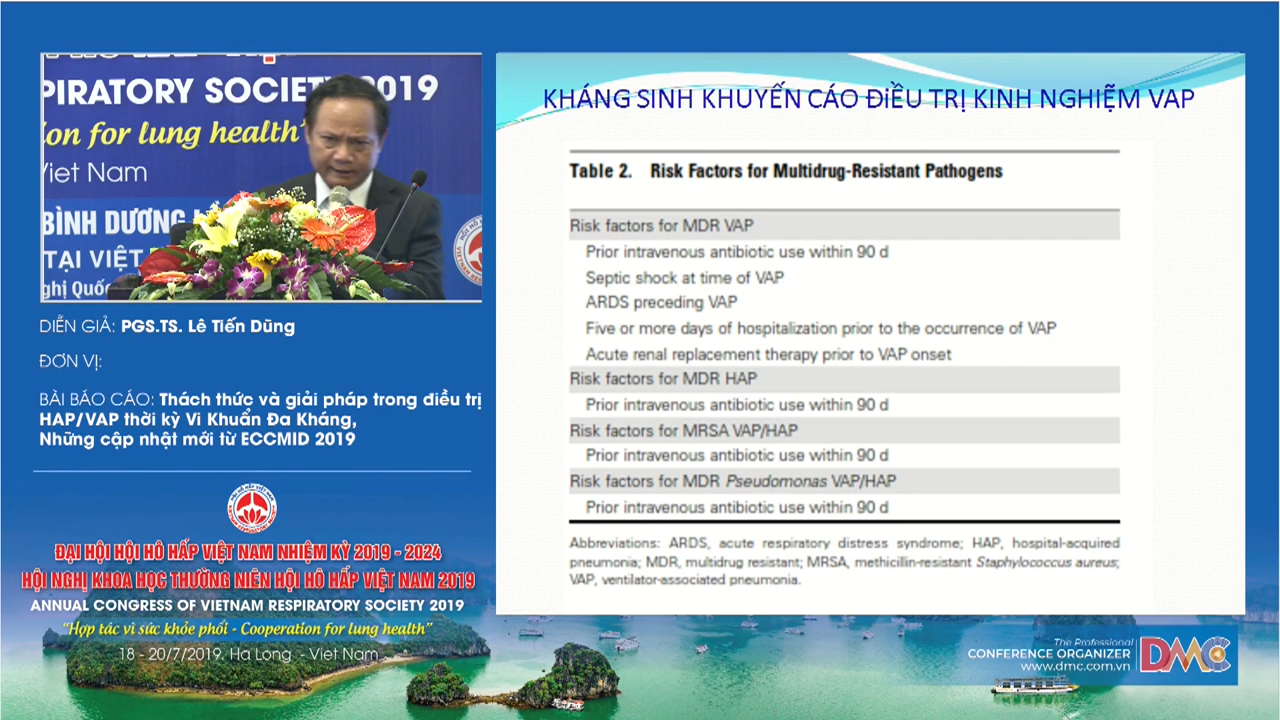 PIRATORY SOCIETY 2019
ion for lung health"
Viet Nam
BÌNH DƯƠNG
TẠI VIỆT
nghị Quốc
DIỄN GIẢ: PGS.TS. Lê Tiến Dũng
ĐƠN VỊ:
BÀI BÁO CÁO: Thách thức và giải pháp trong điều trị
HAP/VAP thời kỳ Vi Khuẩn Đa Kháng,
Những cập nhật mới từ ECCMID 2019
ĐẠI HỘI HỘI HÔ HẤP VIỆT NAM NHIỆM KỲ 2019 - 2024
HỘI NGHỊ KHOA HỌC THƯỜNG NIÊN HỘI HÔ HẤP VIỆT NAM 2019
ANNUAL CONGRESS OF VIETNAM RESPIRATORY SOCIETY 2019
"Hợp tác vì sức khỏe phổi - Cooperation for lung health"
18 - 20/7/2019. Ha Long - Viet Nam
KHÁNG SINH KHUYẾN CÁO ĐIỀU TRỊ KINH NGHIỆM VAP
Table 2. Risk Factors for Multidrug-Resistant Pathogens
Risk factors for MDR VAP
Prior intravenous antibiotic use within 90 d
Septic shock at time of VAP
ARDS preceding VAP
Five or more days of hospitalization prior to the occurrence of VAP
Acute renal replacement therapy prior to VAP onset
Risk factors for MDR HAP
Prior intravenous antibiotic use within 90 d
Risk factors for MRSA VAP/HAP
Prior intravenous antibiotic use within 90 d
Risk factors for MDR Pseudomonas VAP/HAP
Prior intravenous antibiotic use within 90 d
Abbreviations: ARDS, acute respiratory distress syndrome; HAP, hospital-acquired
pneumonia; MDR, multidrug resistant; MRSA, methicillin-resistant Staphylococcus aureus;
VAP, ventilator-associated pneumonia.
The Professional
CONFERENCE ORGANIZER
www.dmc.com.vn
DMC